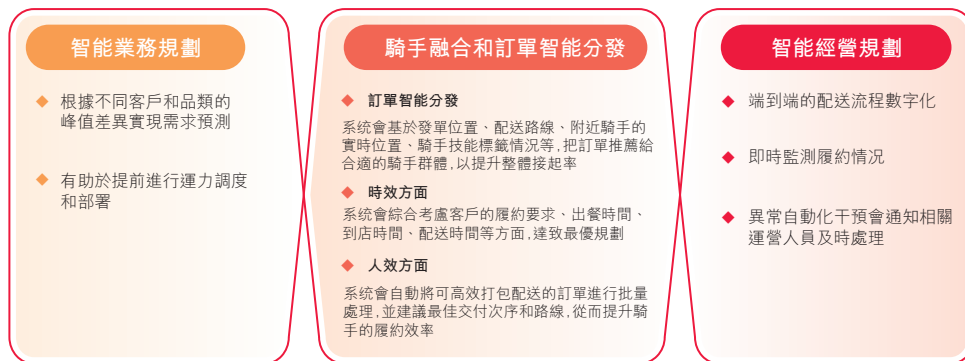 智能業務規劃
根據不同客戶和品類的
峰值差異實現需求預測
有助於提前進行運力調度
和部署
騎手融合和訂單智能分發
訂單智能分發
系統會基於發單位置、配送路線、附近騎手的
實時位置、騎手技能標籤情況等,把訂單推薦給
合適的騎手群體,以提升整體接起率
時效方面
系統會綜合考慮客戶的履約要求、出餐時間、
到店時間、配送時間等方面,達致最優規劃
人效方面
系統會自動將可高效打包配送的訂單進行批量
處理,並建議最佳交付次序和路線,從而提升騎
手的履約效率
智能經營規劃
端到端的配送流程數字化
即時監測履約情況
異常自動化干預會通知相關
運營人員及時處理